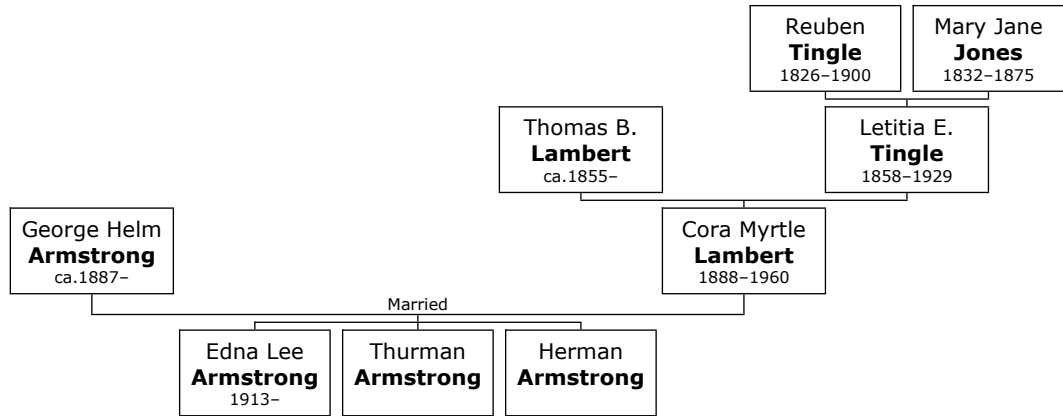 Reuben
Tingle
1826–1900
Mary Jane
Jones
1832–1875
Thomas B.
Lambert
ca.1855–
Letitia E.
Tingle
1858–1929
George Helm
Armstrong
ca.1887–
Cora Myrtle
Lambert
1888–1960
Married
Edna Lee
Armstrong
1913–
Thurman
Armstrong
Herman
Armstrong